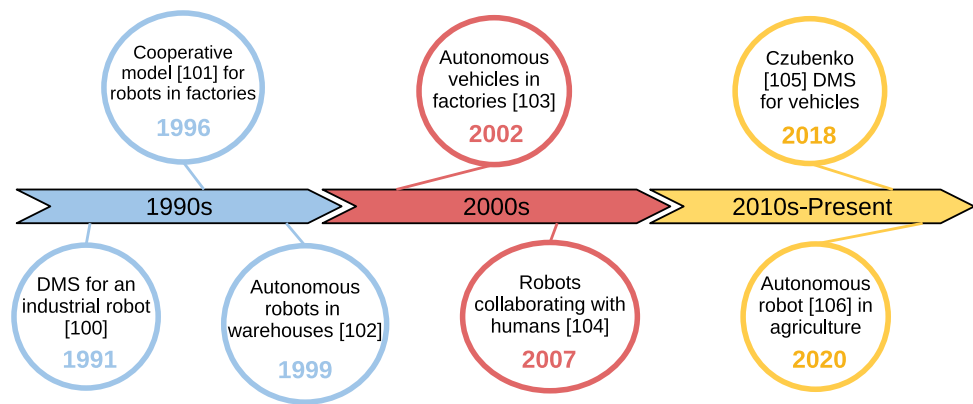 Cooperative
model [101] for
robots in factories
1996
Autonomous
vehicles in
factories [103]
2002
Czubenko
[105] DMS
for vehicles
2018
1990s
2000s
2010s-Present
DMS for an
industrial robot
[100]
1991
Autonomous
robots in
warehouses [102]
1999
Robots
collaborating with
humans [104]
2007
Autonomous
robot [106] in
agriculture
2020